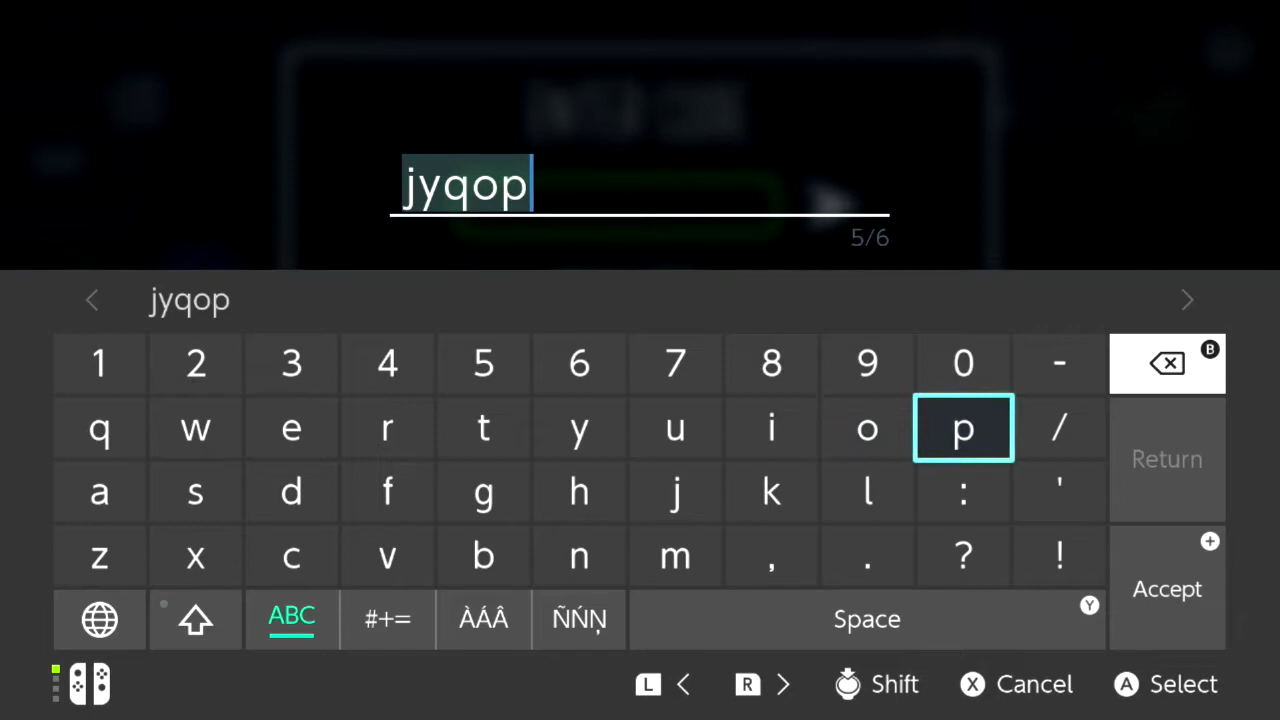 jyqop
5/6
jyqop
1 2 3 4 5 6 7 8 9 0 - B
q w e r t y u i o p /
Return
a s d f g h j k l : '
z x c v b n m , . ? ! +
Accept
ABC #+= ÀÁÂ ÑŃŅ Space Y
L R Shift X Cancel A Select